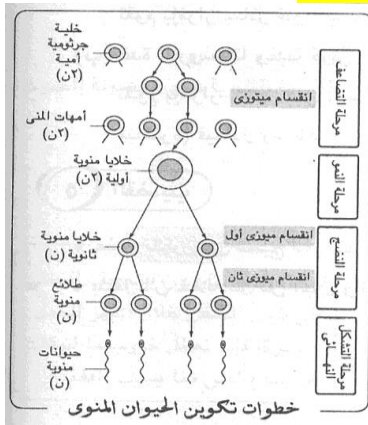 خلية
جرثومية
أمية
(٢ن)
انقسام ميتوزى
مرحلة التضاعف
أمهات المنى
(٢ن)
خلايا منوية
أولية (٢ن)
مرحلة النمو
انقسام ميوزى أول
خلايا منوية
ثانوية (ن)
انقسام ميوزى ثان
مرحلة النضج
طلائع
منوية
(ن)
حيوانات
منوية
(ن)
مرحلة التشكل
النهائى
خطوات تكوين الحيوان المنوى